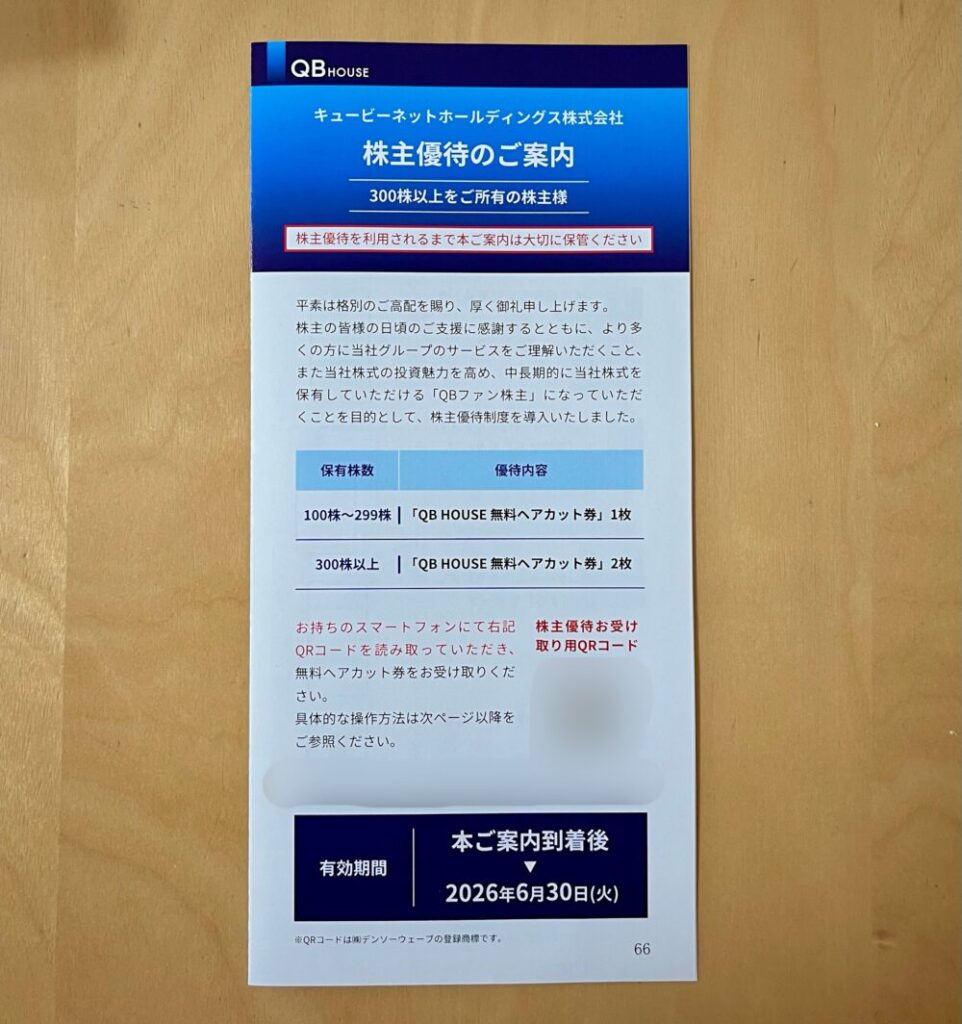 QB HOUSE
キュービーネットホールディングス株式会社
株主優待のご案内
300株以上をご所有の株主様
株主優待を利用されるまで本ご案内は大切に保管ください
平素は格別のご高配を賜り、厚く御礼申し上げます。
株主の皆様の日頃のご支援に感謝するとともに、より多
くの方に当社グループのサービスをご理解いただくこと、
また当社株式の投資魅力を高め、中長期的に当社株式を
保有していただける「QBファン株主」になっていただ
くことを目的として、株主優待制度を導入いたしました。
保有株数 優待内容
100株～299株 「QB HOUSE 無料ヘアカット券」1枚
300株以上 「QB HOUSE 無料ヘアカット券」2枚
お持ちのスマートフォンにて右記
QRコードを読み取っていただき、
無料ヘアカット券をお受け取りくだ
さい。
具体的な操作方法は次ページ以降を
ご参照ください。
株主優待お受け
取り用QRコード
有効期間
本ご案内到着後
▼
2026年6月30日(火)
※QRコードは㈱デンソーウェーブの登録商標です。
66